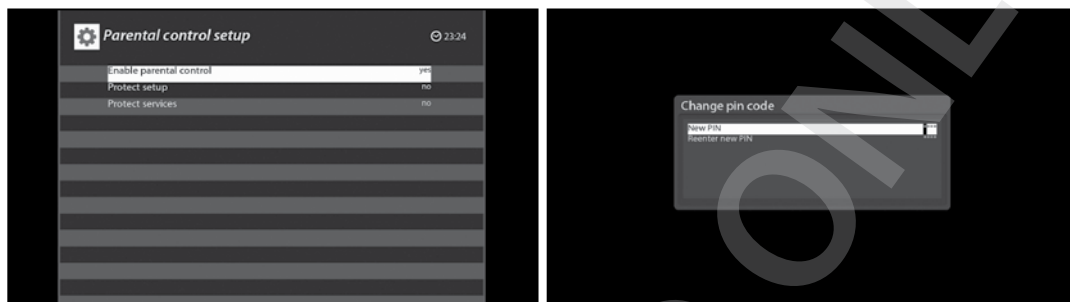 Parental control setup
23:24
Enable parental control yes
Protect setup no
Protect services no
Change pin code
New PIN
Reenter new PIN